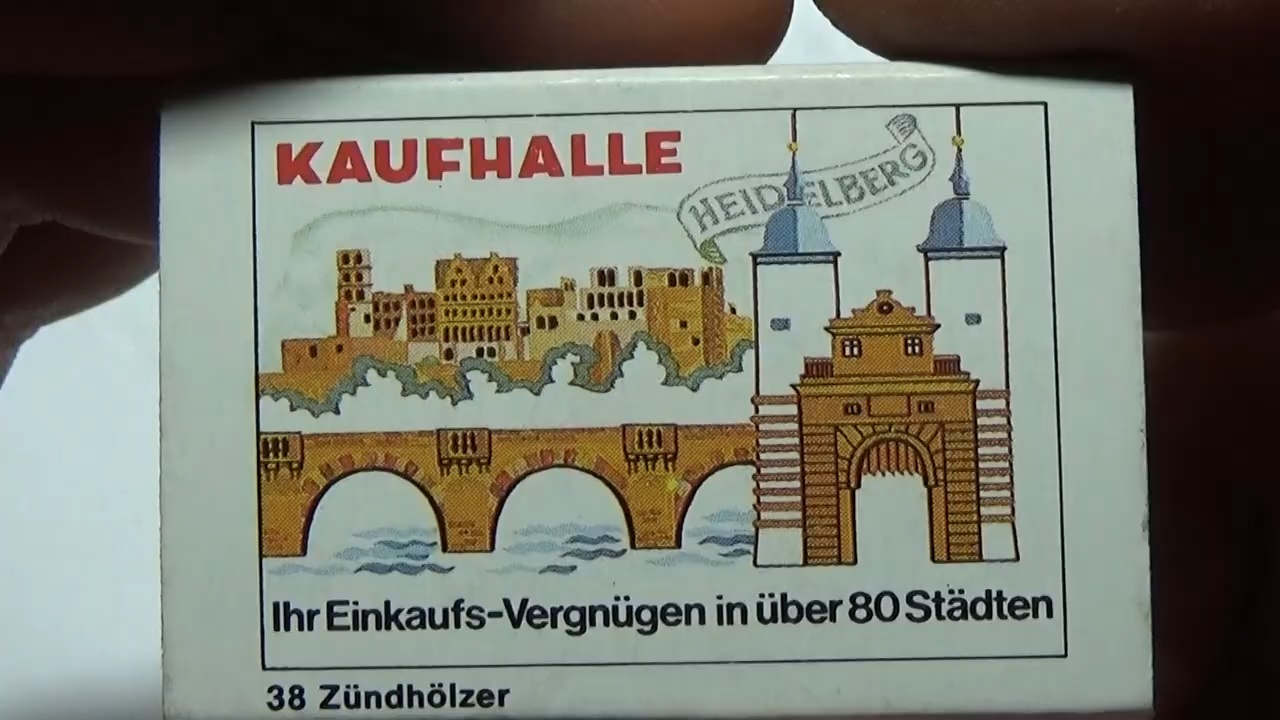 KAUFHALLE
HEIDELBERG
Ihr Einkaufs-Vergnügen in über 80 Städten
38 Zündhölzer